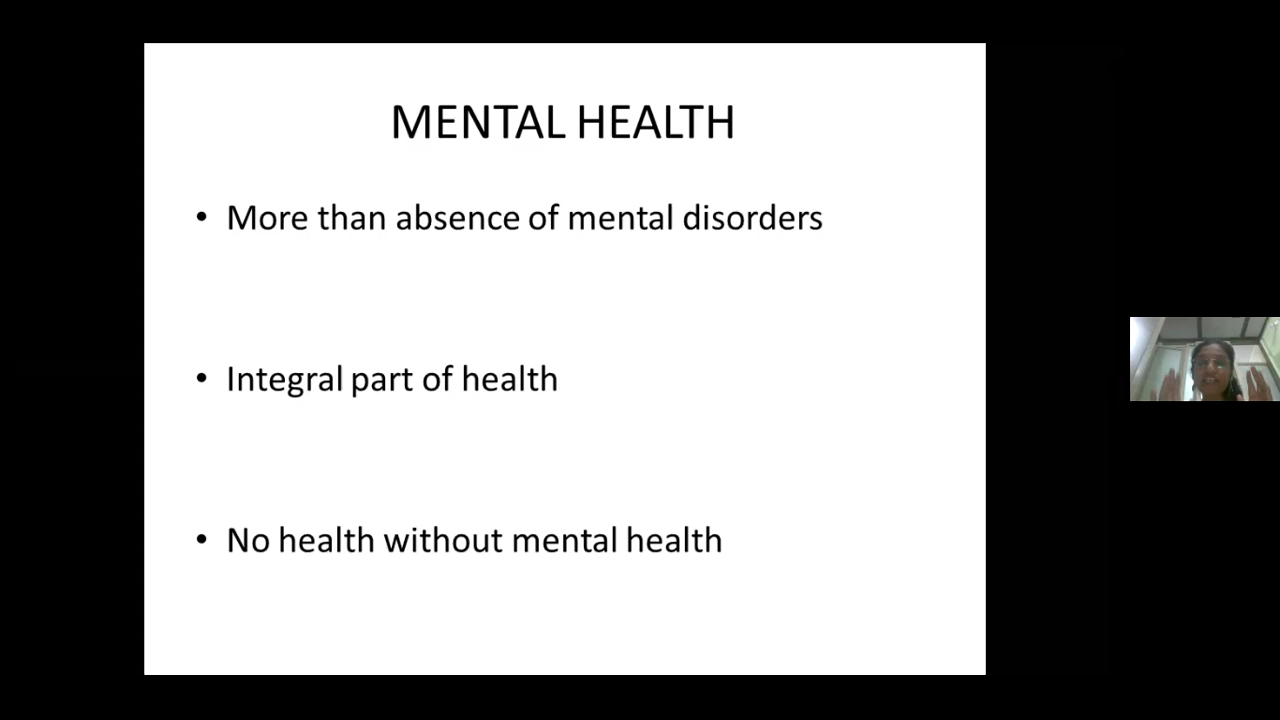 MENTAL HEALTH
• More than absence of mental disorders
• Integral part of health
• No health without mental health